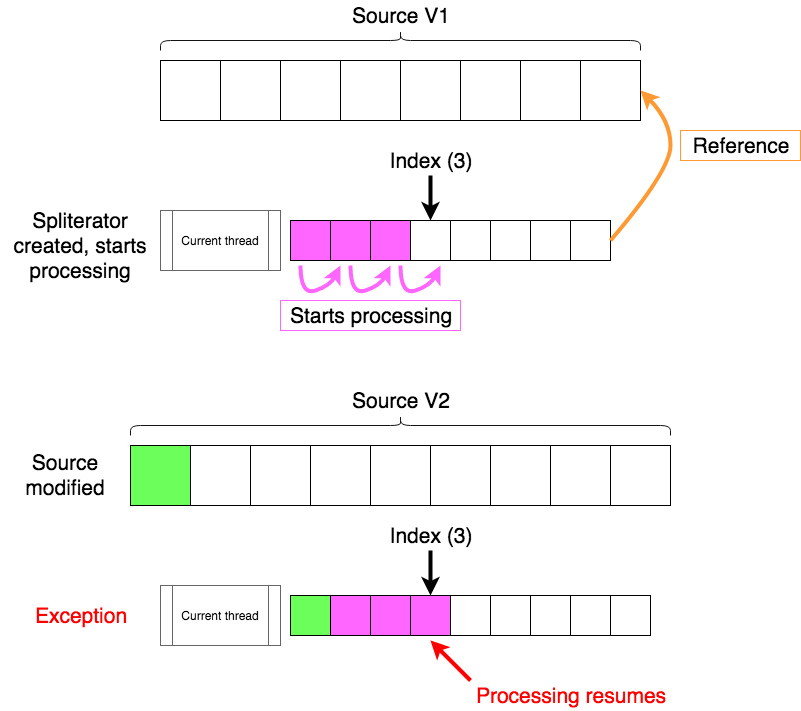 Source V1
Reference
Index (3)
Spliterator
created, starts
processing
Current thread
Starts processing
Source V2
Source
modified
Index (3)
Exception
Current thread
Processing resumes